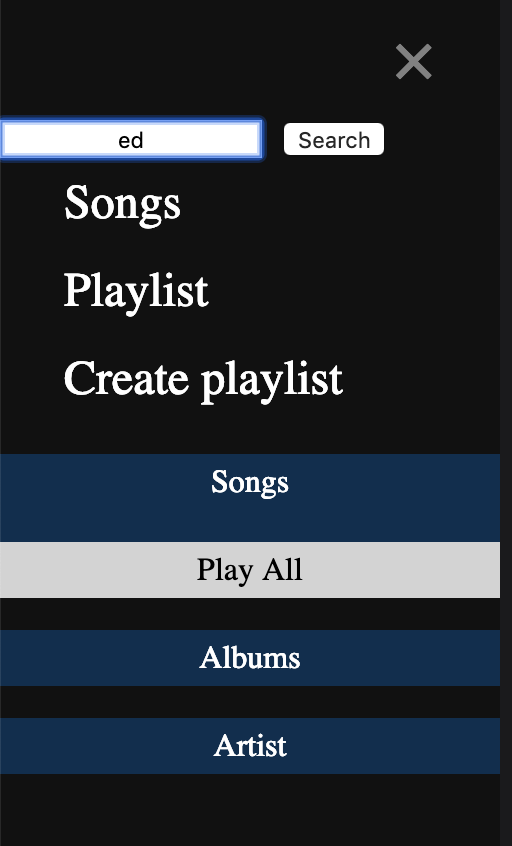 ed Search
Songs
Playlist
Create playlist
Songs
Play All
Albums
Artist